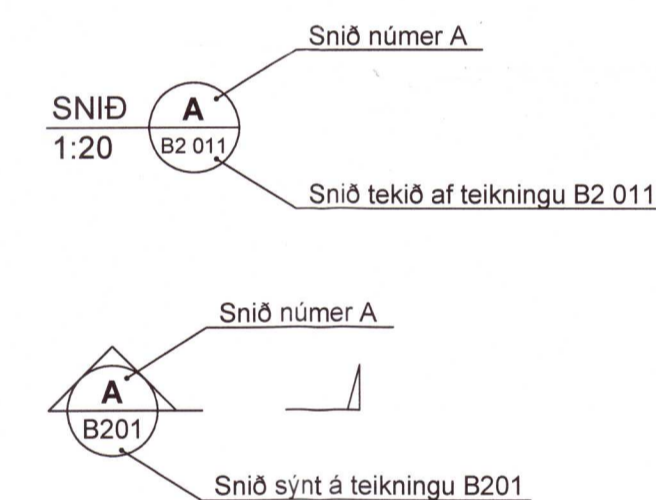 Snið númer A
SNIÐ
A
1:20
B2 011
Snið tekið af teikningu B2 011
Snið númer A
A
B201
Snið sýnt á teikningu B201